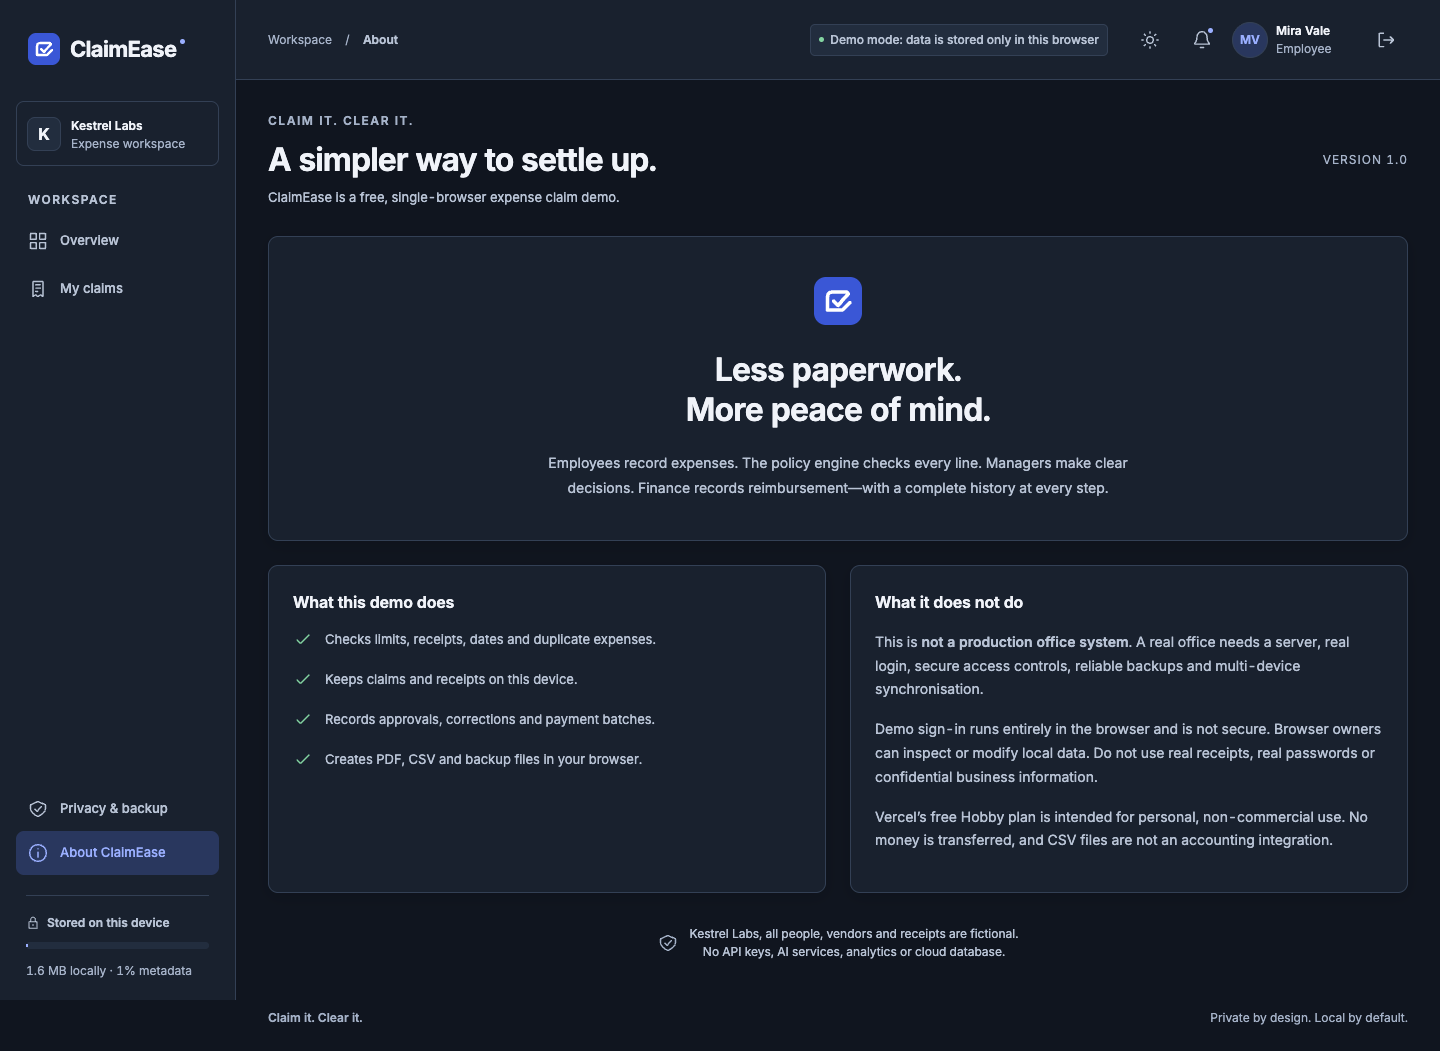 ClaimEase
Workspace / About
Demo mode: data is stored only in this browser
MV
Mira Vale
Employee
K
Kestrel Labs
Expense workspace
WORKSPACE
Overview
My claims
Privacy & backup
About ClaimEase
Stored on this device
1.6 MB locally · 1% metadata
CLAIM IT. CLEAR IT.
A simpler way to settle up.
ClaimEase is a free, single-browser expense claim demo.
VERSION 1.0
Less paperwork.
More peace of mind.
Employees record expenses. The policy engine checks every line. Managers make clear
decisions. Finance records reimbursement—with a complete history at every step.
What this demo does
Checks limits, receipts, dates and duplicate expenses.
Keeps claims and receipts on this device.
Records approvals, corrections and payment batches.
Creates PDF, CSV and backup files in your browser.
What it does not do
This is not a production office system. A real office needs a server, real
login, secure access controls, reliable backups and multi-device
synchronisation.
Demo sign-in runs entirely in the browser and is not secure. Browser owners
can inspect or modify local data. Do not use real receipts, real passwords or
confidential business information.
Vercel's free Hobby plan is intended for personal, non-commercial use. No
money is transferred, and CSV files are not an accounting integration.
Kestrel Labs, all people, vendors and receipts are fictional.
No API keys, AI services, analytics or cloud database.
Claim it. Clear it.
Private by design. Local by default.